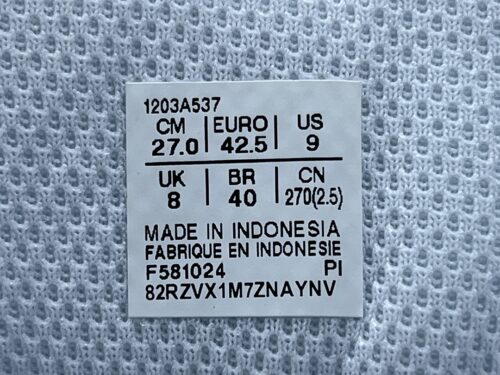 1203A537
CM | EURO | US
27.0 | 42.5 | 9
UK | BR | CN
8 | 40 | 270(2.5)
MADE IN INDONESIA
FABRIQUE EN INDONESIE
F581024 PI
82RZVX1M7ZNAYNV